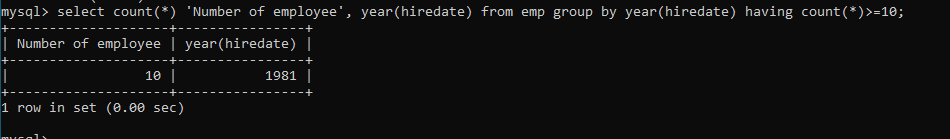 mysql> select count(*) 'Number of employee', year(hiredate) from emp group by year(hiredate) having count(*)>=10;
+--------------------+----------------+
| Number of employee | year(hiredate) |
+--------------------+----------------+
|                 10 |           1981 |
+--------------------+----------------+
1 row in set (0.00 sec)
mysql>